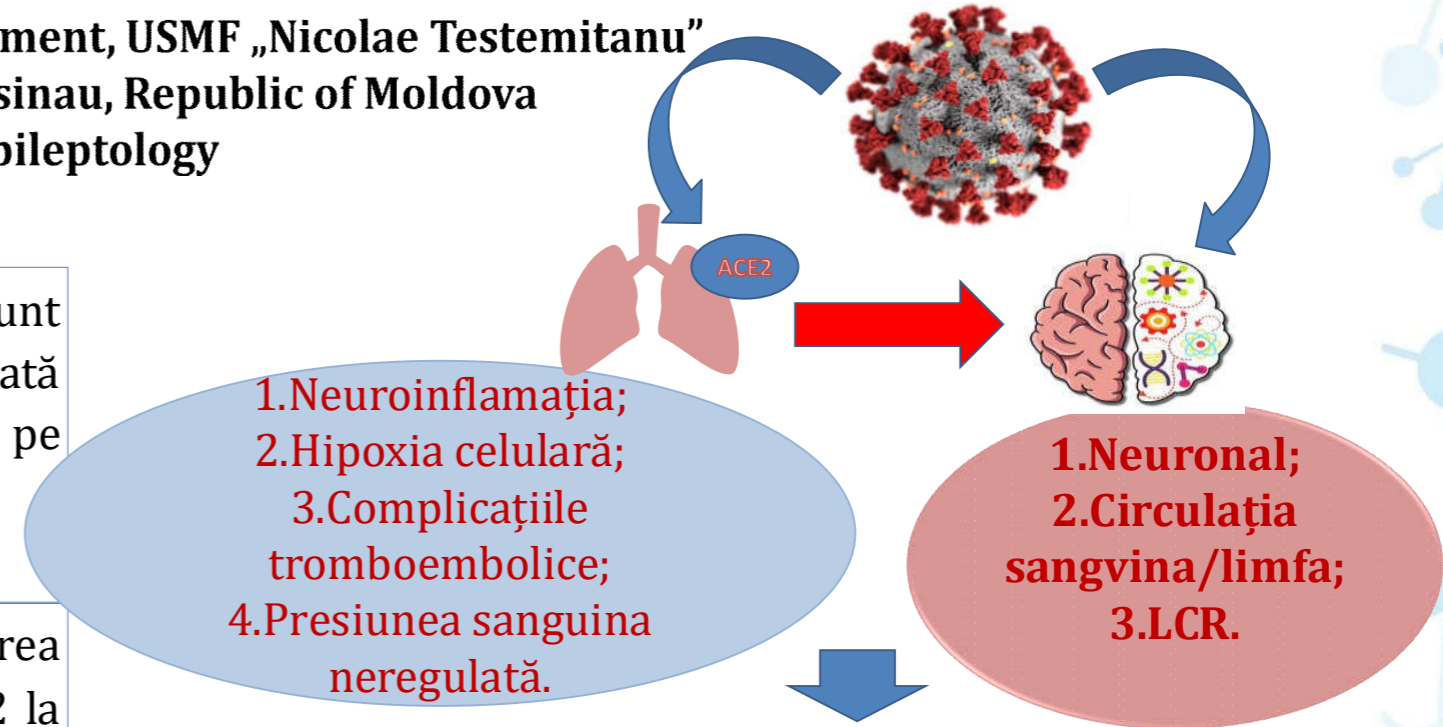 ment, USMF „Nicolae Testemitanu”
sinau, Republic of Moldova
pileptology
ACE2
unt
ată
pe
1.Neuroinflamația;
2.Hipoxia celulară;
3.Complicațiile
tromboembolice;
4.Presiunea sanguina
neregulată.
1.Neuronal;
2.Circulația
sangvina/limfa;
3.LCR.
rea
2 la